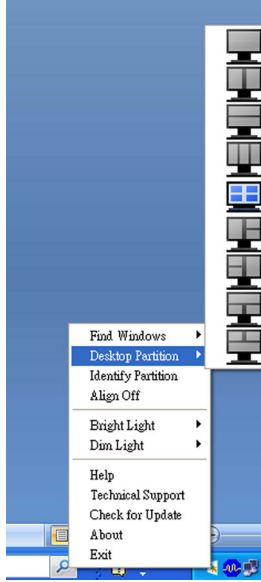 Find Windows
Desktop Partition
Identify Partition
Align Off
Bright Light
Dim Light
Help
Technical Support
Check for Update
About
Exit